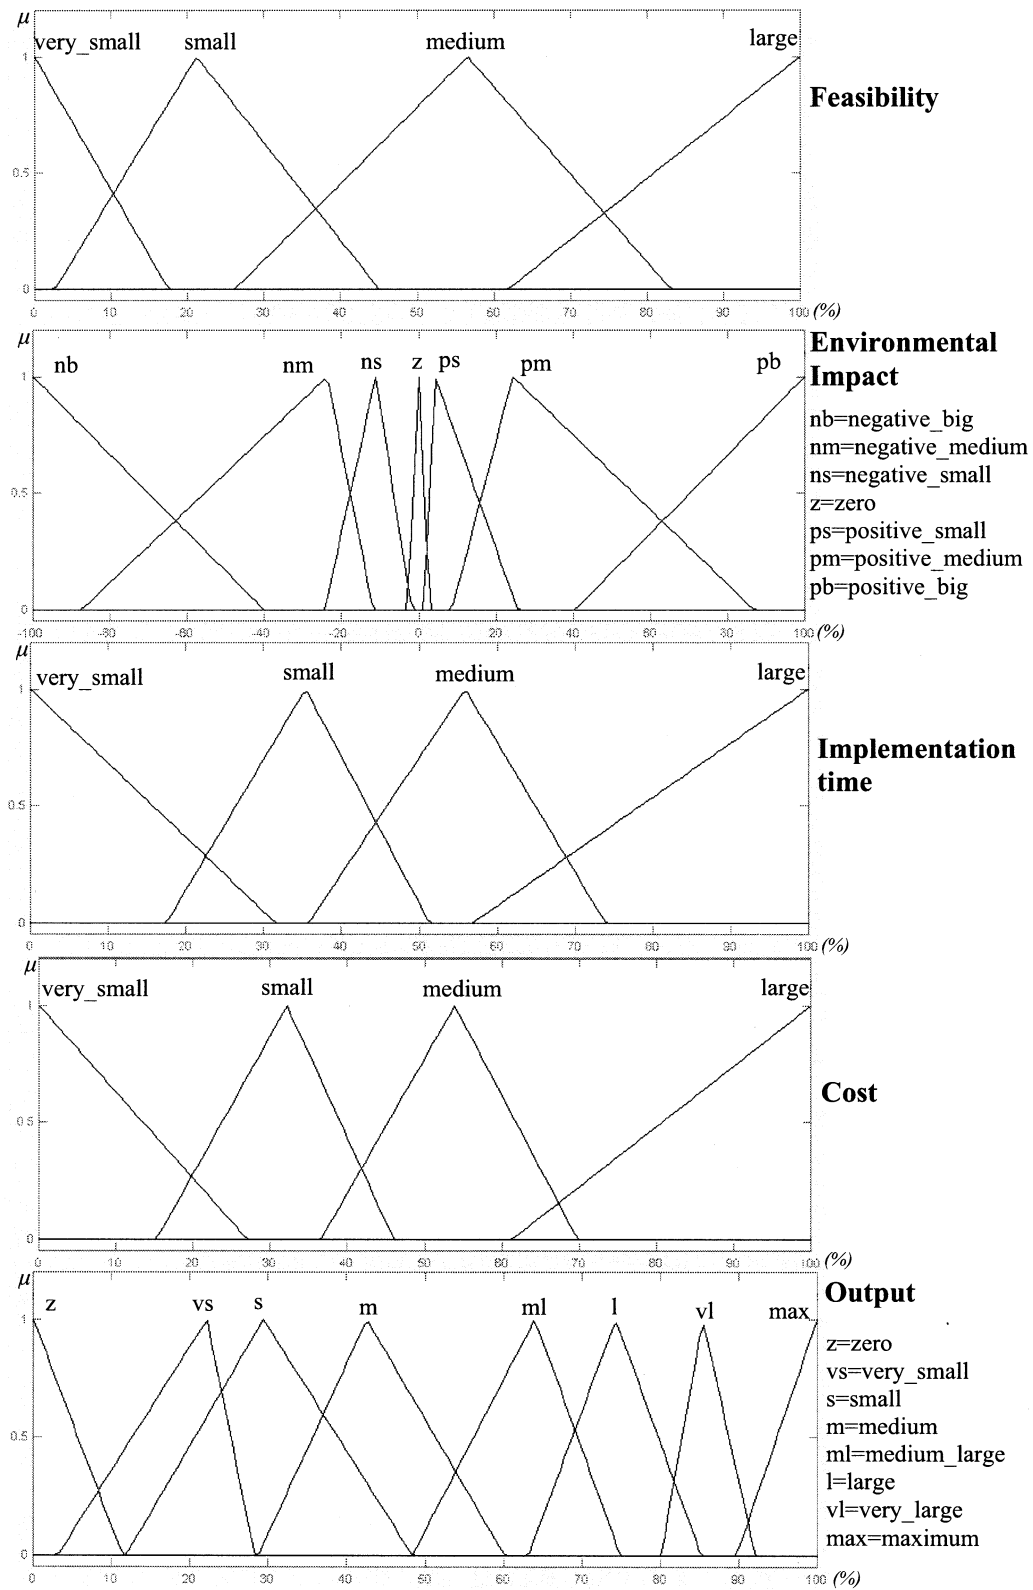 μ
very_small small medium large
1
Feasibility
0.5
0
0 10 20 30 40 50 60 70 80 90 100 (%)
μ
nb nm ns z ps pm pb
1
Environmental
Impact
nb=negative_big
nm=negative_medium
ns=negative_small
z=zero
ps=positive_small
pm=positive_medium
pb=positive_big
0.5
0
-100 -80 -60 -40 -20 0 20 40 60 80 100 (%)
μ
very_small small medium large
1
Implementation
time
0.5
0
0 10 20 30 40 50 60 70 80 90 100 (%)
μ
very_small small medium large
1
Cost
0.5
0
0 10 20 30 40 50 60 70 80 90 100 (%)
μ
z vs s m ml l vl max
1
Output
z=zero
vs=very_small
s=small
m=medium
ml=medium_large
l=large
vl=very_large
max=maximum
0.5
0
0 10 20 30 40 50 60 70 80 90 100 (%)